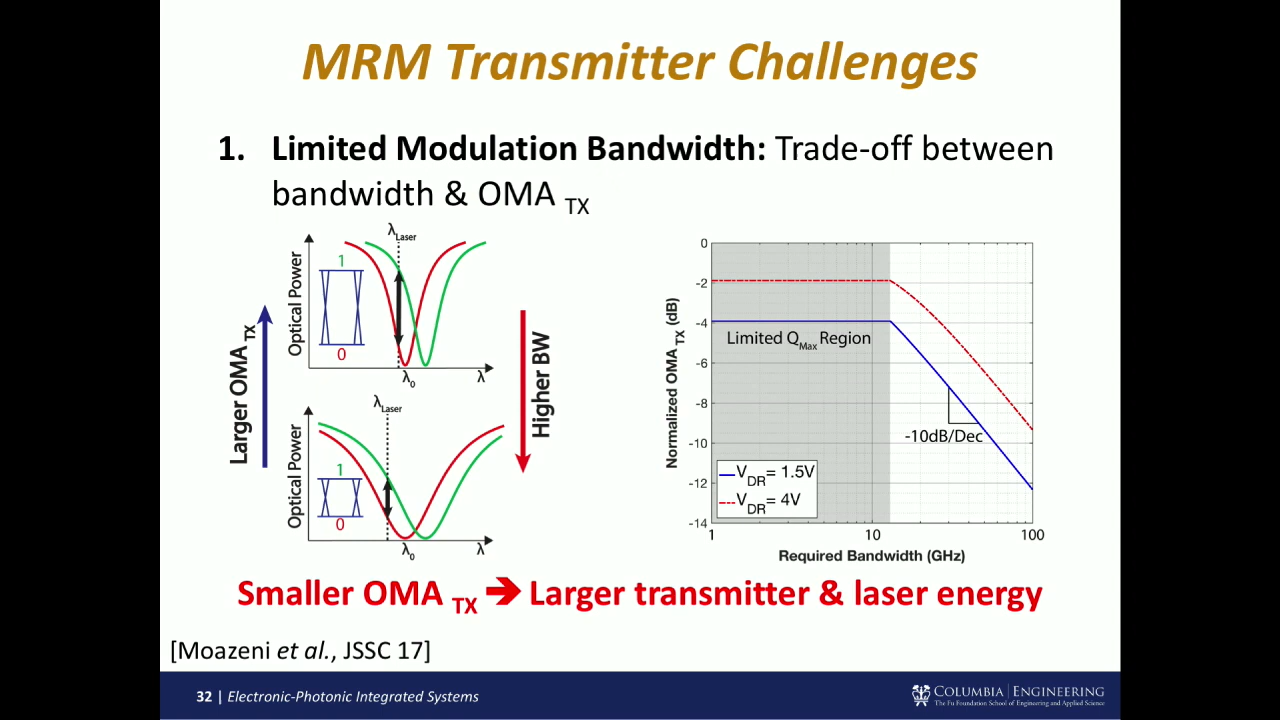 MRM Transmitter Challenges
1. Limited Modulation Bandwidth: Trade-off between
bandwidth & OMA TX
Larger OMA TX
Optical Power
1
0
λLaser
λ0
λ
Optical Power
1
0
λLaser
λ0
λ
Higher BW
Normalized OMA TX (dB)
0
-2
-4
-6
-8
-10
-12
-14
Limited QMax Region
-10dB/Dec
VDR= 1.5V
VDR= 4V
1
10
100
Required Bandwidth (GHz)
Smaller OMA TX ➔ Larger transmitter & laser energy
[Moazeni et al., JSSC 17]
32 | Electronic-Photonic Integrated Systems
COLUMBIA | ENGINEERING
The Fu Foundation School of Engineering and Applied Science